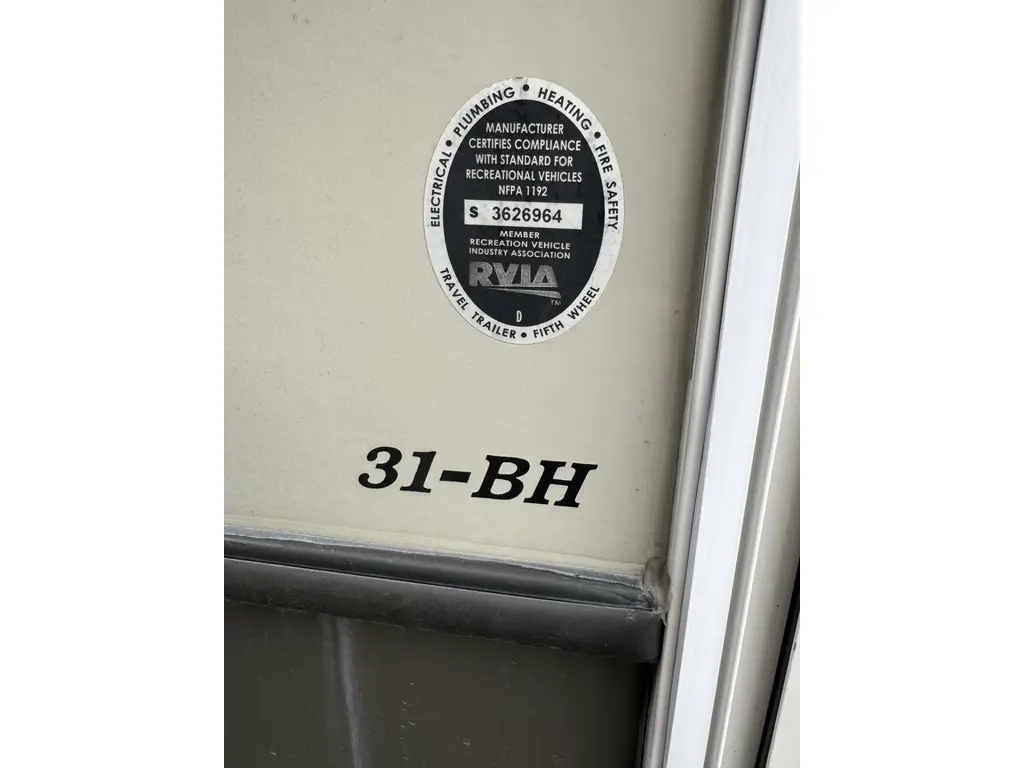 ELECTRICAL • PLUMBING • HEATING • FIRE SAFETY
MANUFACTURER
CERTIFIES COMPLIANCE
WITH STANDARD FOR
RECREATIONAL VEHICLES
NFPA 1192
S 3626964
MEMBER
RECREATION VEHICLE
INDUSTRY ASSOCIATION
RVIA
TM
D
TRAVEL TRAILER • FIFTH WHEEL
31-BH